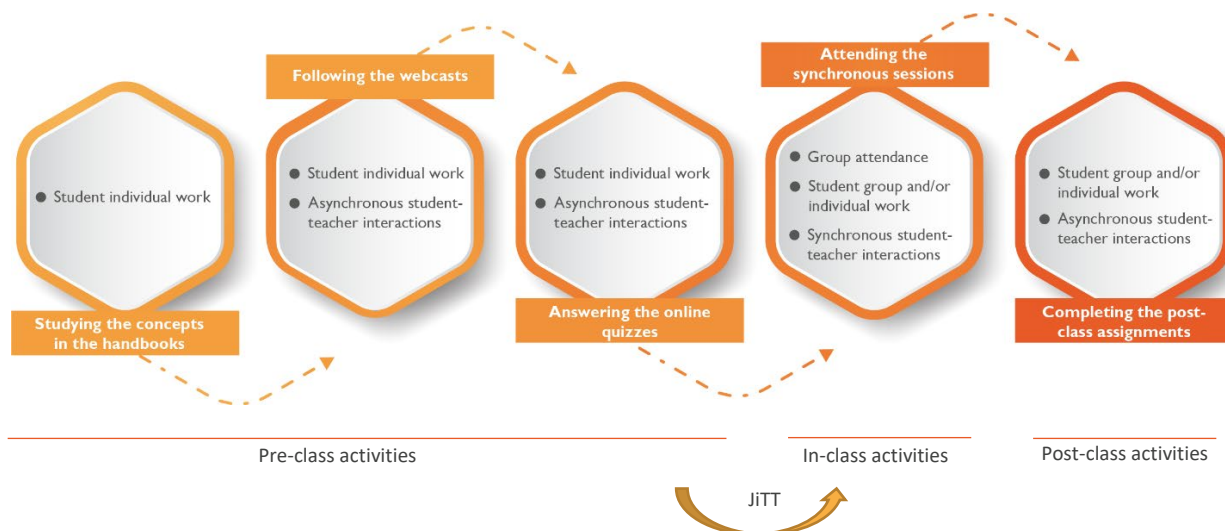 Studying the concepts
in the handbooks
● Student individual work
Following the webcasts
● Student individual work
● Asynchronous student-
teacher interactions
Answering the online
quizzes
● Student individual work
● Asynchronous student-
teacher interactions
Attending the
synchronous sessions
● Group attendance
● Student group and/or
individual work
● Synchronous student-
teacher interactions
Completing the post-
class assignments
● Student group and/or
individual work
● Asynchronous student-
teacher interactions
Pre-class activities
In-class activities
Post-class activities
JiTT